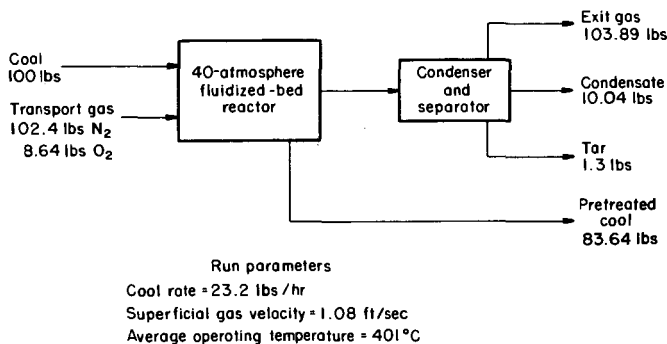 Coal
100 lbs
Transport gas
102.4 lbs N₂
8.64 lbs O₂
40-atmosphere
fluidized-bed
reactor
Condenser
and
separator
Exit gas
103.89 lbs
Condensate
10.04 lbs
Tar
1.3 lbs
Pretreated
coal
83.64 lbs
Run parameters
Coal rate = 23.2 lbs/hr
Superficial gas velocity = 1.08 ft/sec
Average operating temperature = 401°C